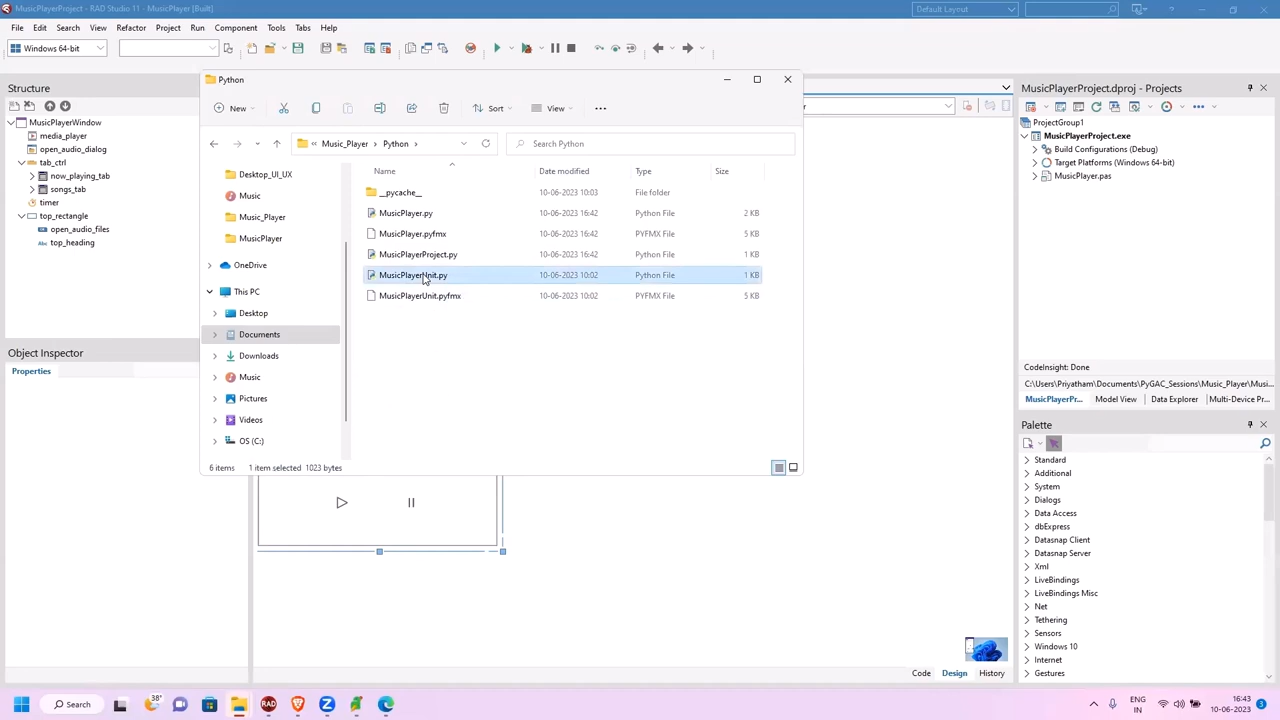 MusicPlayerProject - RAD Studio 11 - MusicPlayer [Built]
Default Layout
File Edit Search View Refactor Project Run Component Tools Tabs Help
Windows 64-bit
Structure
MusicPlayerWindow
media_player
open_audio_dialog
tab_ctrl
now_playing_tab
songs_tab
timer
top_rectangle
open_audio_files
top_heading
Object Inspector
Properties
Python
New
Sort
View
Music_Player > Python >
Search Python
Desktop_UI_UX
Music
Music_Player
MusicPlayer
OneDrive
This PC
Desktop
Documents
Downloads
Music
Pictures
Videos
OS (C:)
Name Date modified Type Size
__pycache__ 10-06-2023 10:03 File folder
MusicPlayer.py 10-06-2023 16:42 Python File 2 KB
MusicPlayer.pyfmx 10-06-2023 16:42 PYFMX File 5 KB
MusicPlayerProject.py 10-06-2023 16:42 Python File 1 KB
MusicPlayerUnit.py 10-06-2023 10:02 Python File 1 KB
MusicPlayerUnit.pyfmx 10-06-2023 10:02 PYFMX File 5 KB
6 items 1 item selected 1023 bytes
Code Design History
MusicPlayerProject.dproj - Projects
ProjectGroup1
MusicPlayerProject.exe
Build Configurations (Debug)
Target Platforms (Windows 64-bit)
MusicPlayer.pas
CodeInsight: Done
C:\Users\Priyatham\Documents\PyGAC_Sessions\Music_Player\Musi...
MusicPlayerPr... Model View Data Explorer Multi-Device Pr...
Palette
Standard
Additional
System
Dialogs
Data Access
dbExpress
Datasnap Client
Datasnap Server
Xml
LiveBindings
LiveBindings Misc
Net
Tethering
Sensors
Windows 10
Internet
Gestures
Search
38°
RAD
ENG
IN
16:43
10-06-2023
3